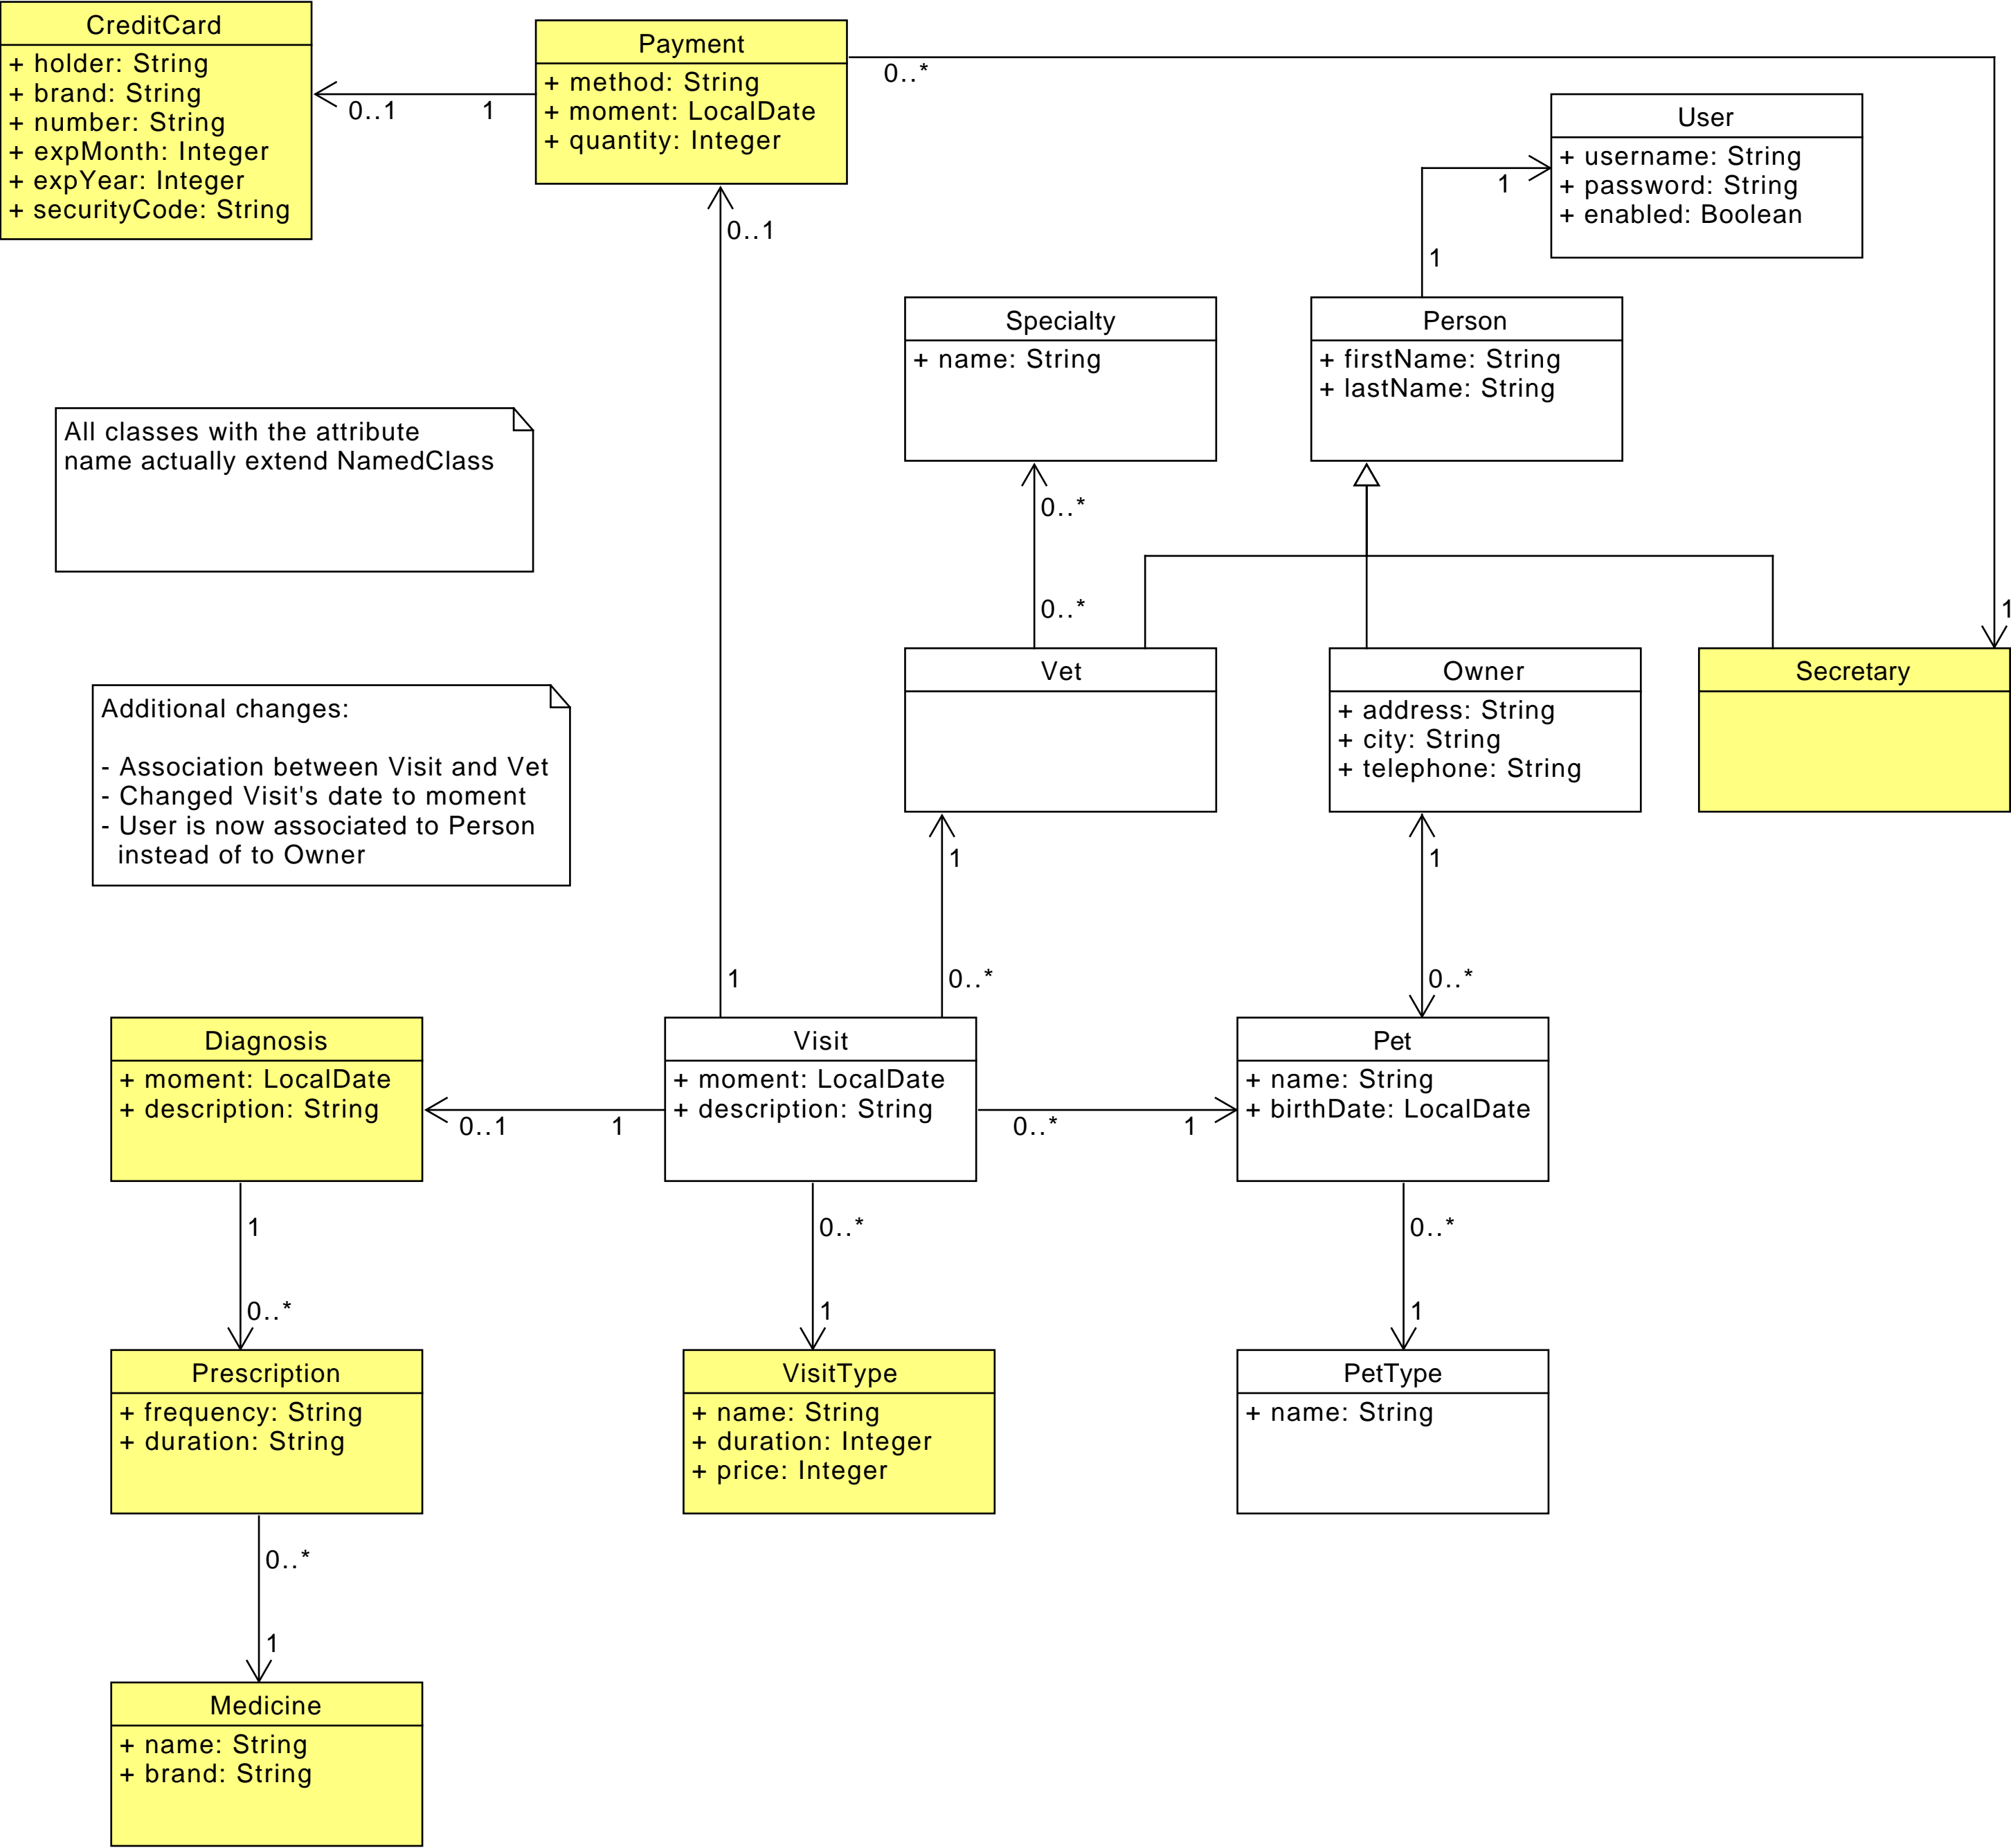 CreditCard
+ holder: String
+ brand: String
+ number: String
+ expMonth: Integer
+ expYear: Integer
+ securityCode: String
0..1
1
Payment
+ method: String
+ moment: LocalDate
+ quantity: Integer
0..*
0..1
User
+ username: String
+ password: String
+ enabled: Boolean
1
1
Specialty
+ name: String
Person
+ firstName: String
+ lastName: String
All classes with the attribute
name actually extend NamedClass
0..*
0..*
1
Additional changes:
- Association between Visit and Vet
- Changed Visit's date to moment
- User is now associated to Person
instead of to Owner
Vet
Owner
+ address: String
+ city: String
+ telephone: String
Secretary
1
1
1
0..*
0..*
Diagnosis
+ moment: LocalDate
+ description: String
0..1
1
Visit
+ moment: LocalDate
+ description: String
0..*
1
Pet
+ name: String
+ birthDate: LocalDate
1
0..*
0..*
0..*
1
1
Prescription
+ frequency: String
+ duration: String
VisitType
+ name: String
+ duration: Integer
+ price: Integer
PetType
+ name: String
0..*
1
Medicine
+ name: String
+ brand: String